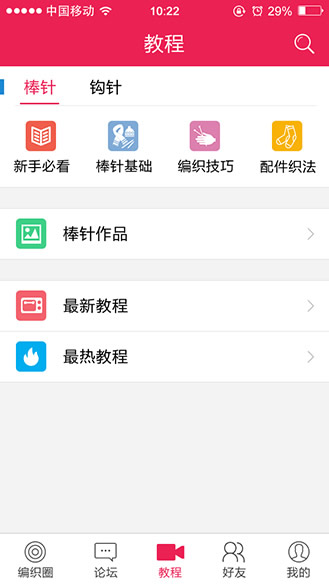 中国移动 10:22 29%
教程
棒针 钩针
新手必看 棒针基础 编织技巧 配件织法
棒针作品
最新教程
最热教程
编织圈 论坛 教程 好友 我的